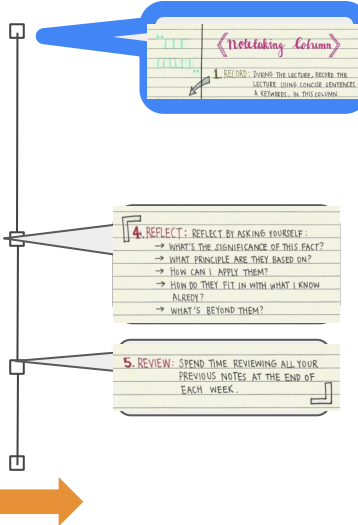 "CUE
COLUMN"
《Notetaking Column》
1. RECORD: DURING THE LECTURE, RECORD THE
LECTURE USING CONCISE SENTENCES
& KEYWORDS, IN THIS COLUMN.
4. REFLECT: REFLECT BY ASKING YOURSELF:
→ WHAT'S THE SIGNIFICANCE OF THIS FACT?
→ WHAT PRINCIPLE ARE THEY BASED ON?
→ HOW CAN I APPLY THEM?
→ HOW DO THEY FIT IN WITH WHAT I KNOW
ALREDY?
→ WHAT'S BEYOND THEM?
5. REVIEW: SPEND TIME REVIEWING ALL YOUR
PREVIOUS NOTES AT THE END OF
EACH WEEK.